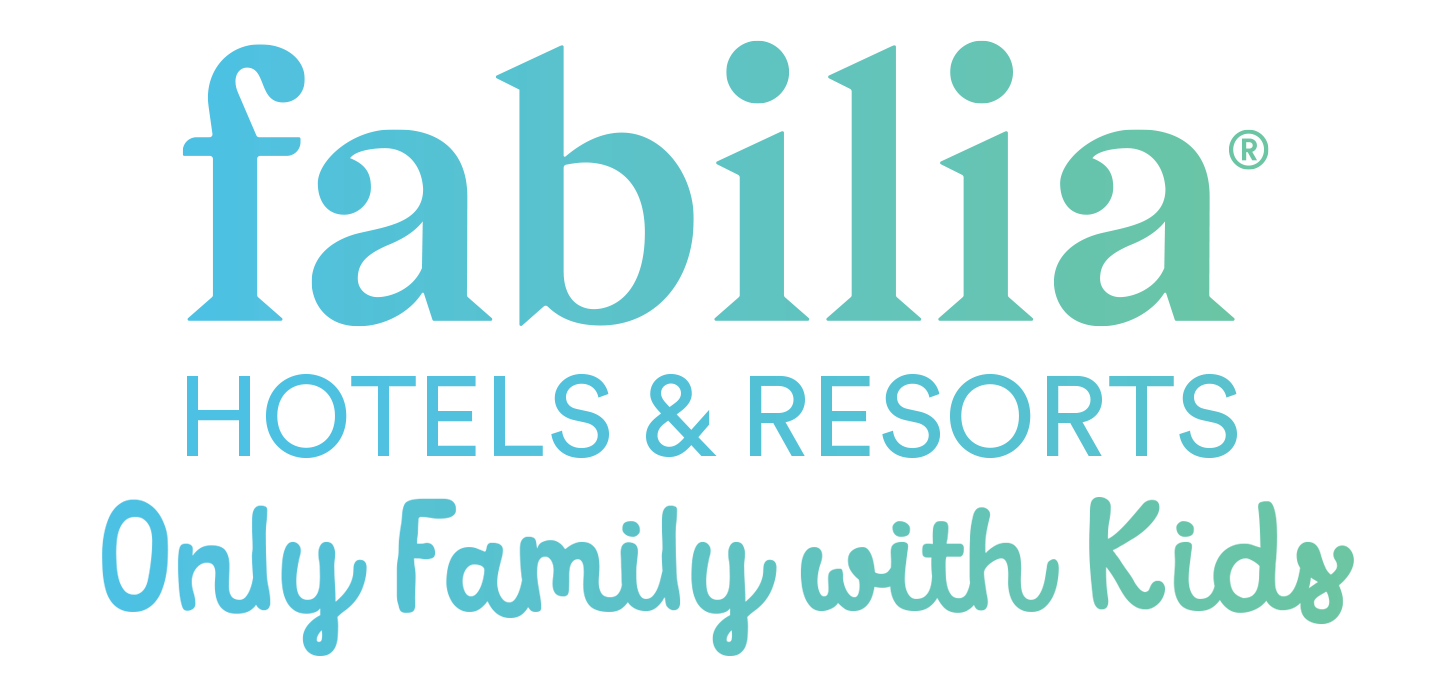 fabilia®
HOTELS & RESORTS
Only Family with Kids